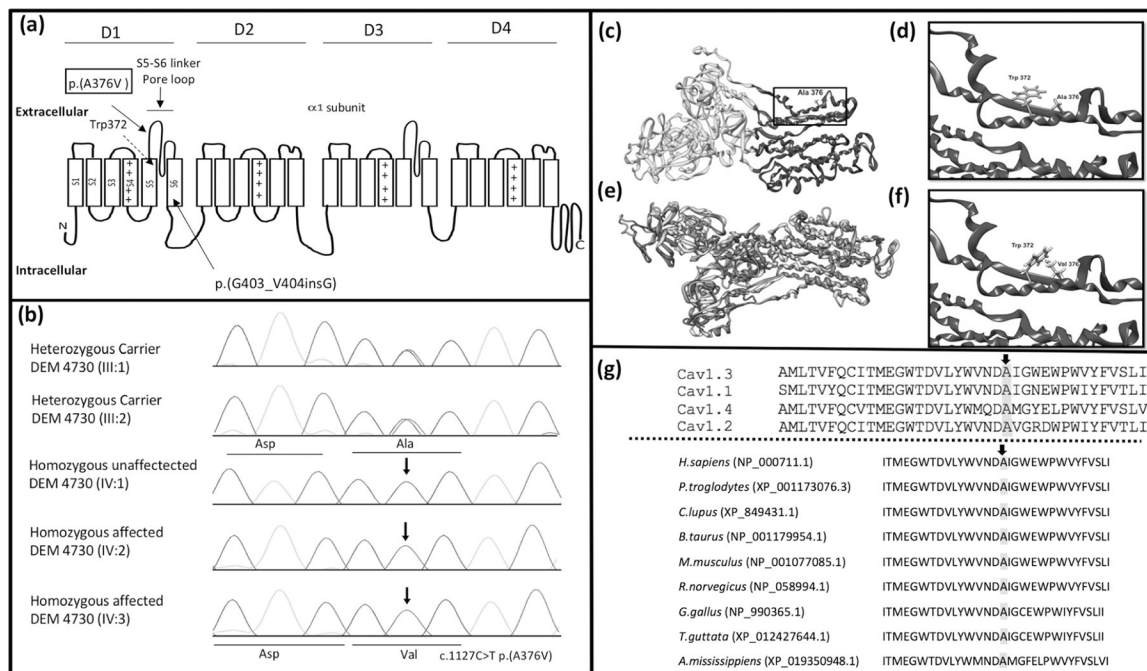 (a)
D1 D2 D3 D4
S5-S6 linker
Pore loop
p.(A376V)
Extracellular
α1 subunit
Trp372
S1 S2 S3 S4 + + + + S5 S6
+ + + +
+ + + +
+ + + +
N
C
Intracellular
p.(G403_V404insG)
(b)
Heterozygous Carrier
DEM 4730 (III:1)
Heterozygous Carrier
DEM 4730 (III:2)
Asp Ala
Homozygous unaffectected
DEM 4730 (IV:1)
Homozygous affected
DEM 4730 (IV:2)
Homozygous affected
DEM 4730 (IV:3)
Asp Val c.1127C>T p.(A376V)
(c)
Ala 376
(d)
Trp 372
Ala 376
(e)
(f)
Trp 372
Val 376
(g)
Cav1.3 AMLTVFQCITMEGWTDVLYWVNDAIGWEWPWVYFVSLI
Cav1.1 SMLTVYQCITMEGWTDVLYWVNDAIGNEWPWIYFVTLI
Cav1.4 AMLTVFQCVTMEGWTDVLYWMQDAMGYELPWVYFVSLV
Cav1.2 AMLTVFQCITMEGWTDVLYWVNDAVGRDWPWIYFVTLI
H.sapiens (NP_000711.1) ITMEGWTDVLYWVNDAIGWEWPWVYFVSLI
P.troglodytes (XP_001173076.3) ITMEGWTDVLYWVNDAIGWEWPWVYFVSLI
C.lupus (XP_849431.1) ITMEGWTDVLYWVNDAIGWEWPWVYFVSLI
B.taurus (NP_001179954.1) ITMEGWTDVLYWVNDAIGWEWPWVYFVSLI
M.musculus (NP_001077085.1) ITMEGWTDVLYWMNDAIGWEWPWVYFVSLI
R.norvegicus (NP_058994.1) ITMEGWTDVLYWVNDAIGWEWPWVYFVSLI
G.gallus (NP_990365.1) ITMEGWTDVLYWVNDAIGCEWPWIYFVSLII
T.guttata (XP_012427644.1) ITMEGWTDVLYWVNDAIGCEWPWIYFVSLII
A.mississippiens (XP_019350948.1) ITMEGWTDVLYWMNDAMGFELPWVYFVSLVI